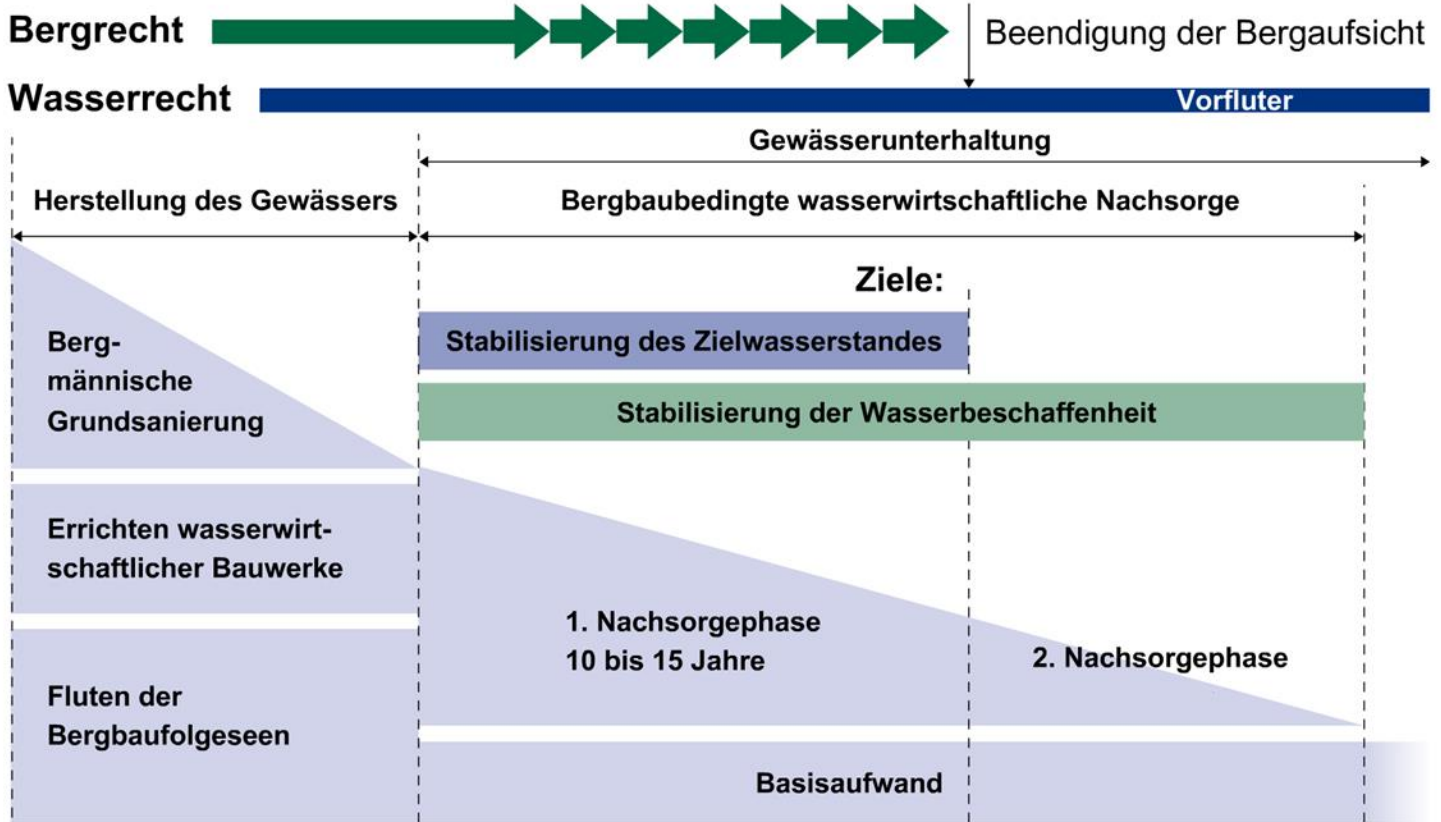 Bergrecht
Beendigung der Bergaufsicht
Wasserrecht
Vorfluter
Gewässerunterhaltung
Herstellung des Gewässers
Bergbaubedingte wasserwirtschaftliche Nachsorge
Ziele:
Berg-
männische
Grundsanierung
Stabilisierung des Zielwasserstandes
Stabilisierung der Wasserbeschaffenheit
Errichten wasserwirt-
schaftlicher Bauwerke
1. Nachsorgephase
10 bis 15 Jahre
2. Nachsorgephase
Fluten der
Bergbaufolgeseen
Basisaufwand